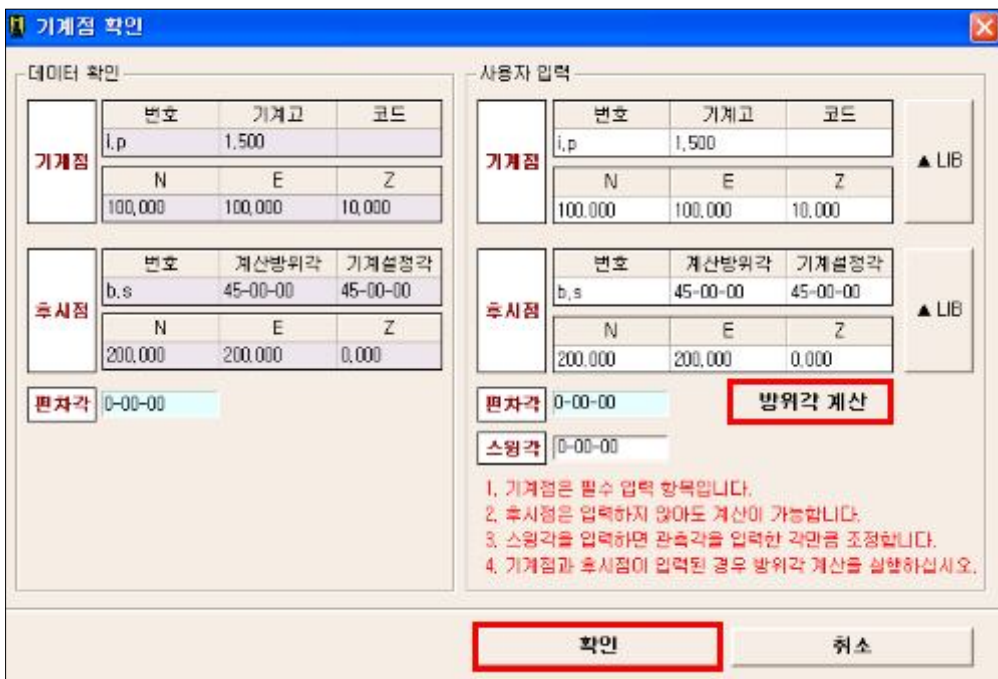 기계점 확인
데이터 확인
기계점
번호 기계고 코드
i,p 1,500
N E Z
100,000 100,000 10,000
후시점
번호 계산방위각 기계설정각
b,s 45-00-00 45-00-00
N E Z
200,000 200,000 0,000
편차각 0-00-00
사용자 입력
기계점
번호 기계고 코드
i,p 1,500
N E Z
100,000 100,000 10,000
▲ LIB
후시점
번호 계산방위각 기계설정각
b,s 45-00-00 45-00-00
N E Z
200,000 200,000 0,000
▲ LIB
편차각 0-00-00
방위각 계산
스윙각 0-00-00
1, 기계점은 필수 입력 항목입니다.
2, 후시점은 입력하지 않아도 계산이 가능합니다.
3, 스윙각을 입력하면 관측각을 입력한 각만큼 조정합니다.
4, 기계점과 후시점이 입력된 경우 방위각 계산을 실행하십시오.
확인 취소